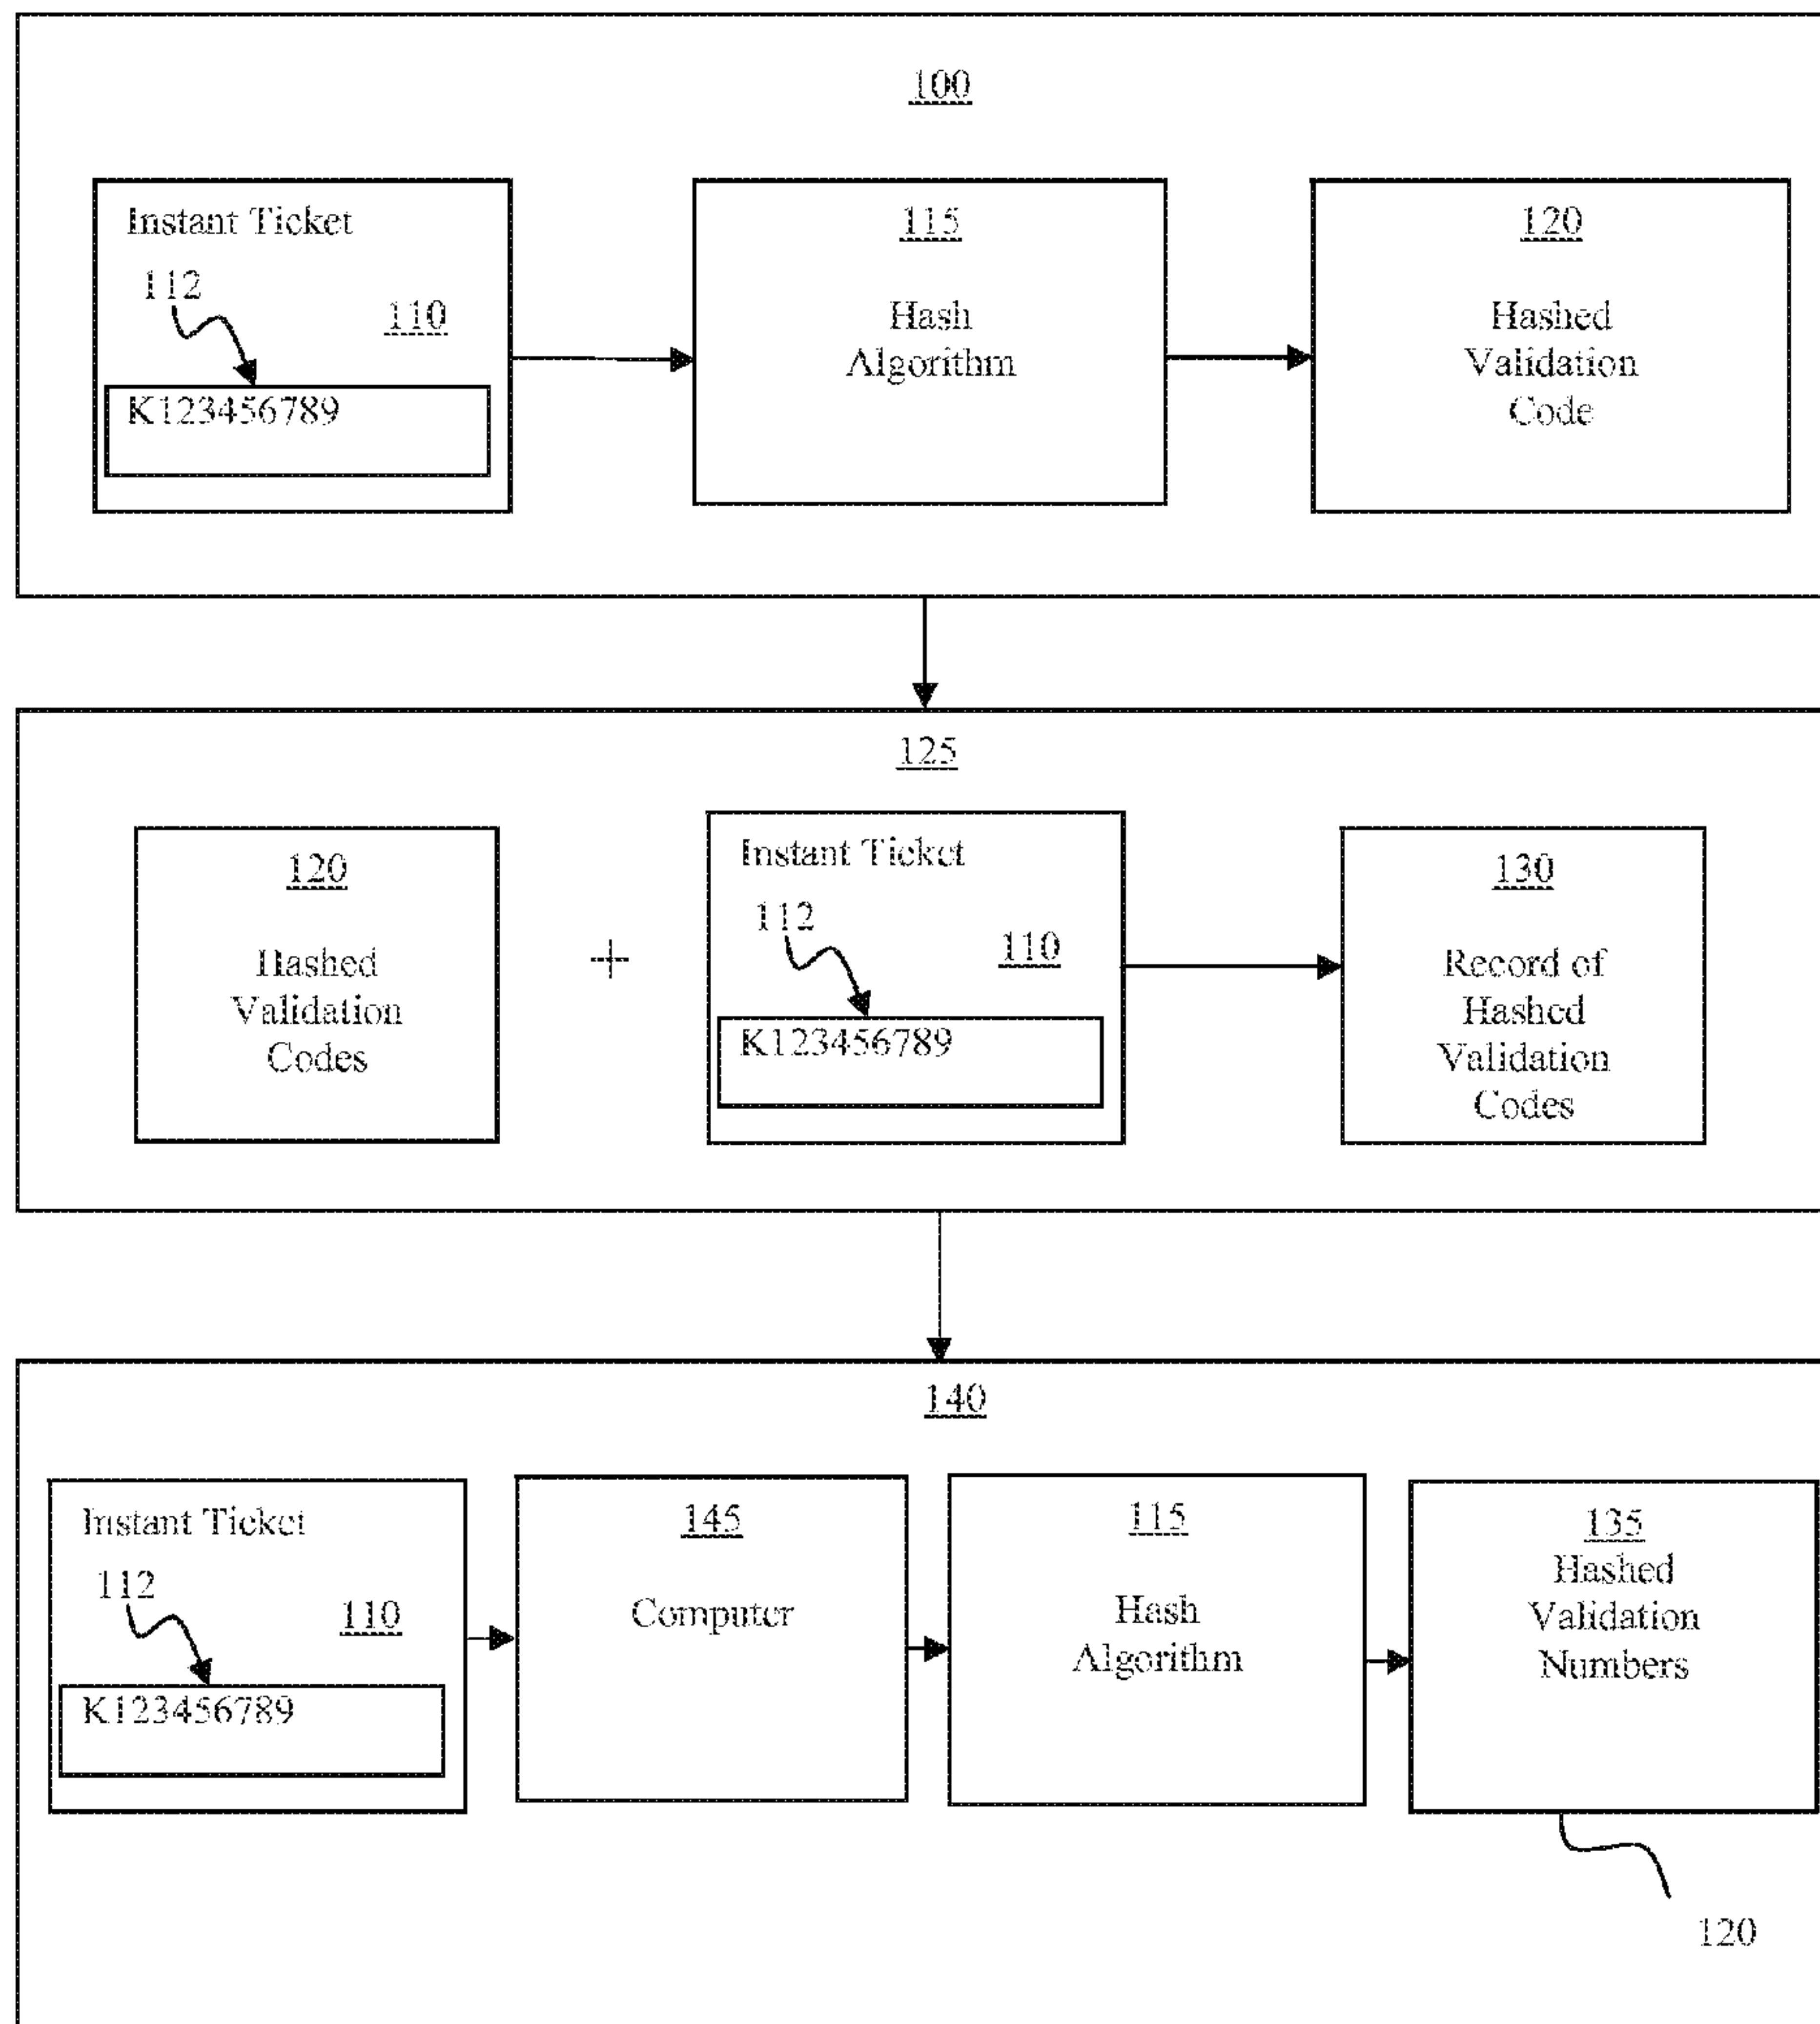 100
Instant Ticket
112
110
K123456789
115
Hash
Algorithm
120
Hashed
Validation
Code
125
120
Hashed
Validation
Codes
+
Instant Ticket
112
110
K123456789
130
Record of
Hashed
Validation
Codes
140
Instant Ticket
112
110
K123456789
145
Computer
115
Hash
Algorithm
135
Hashed
Validation
Numbers
120